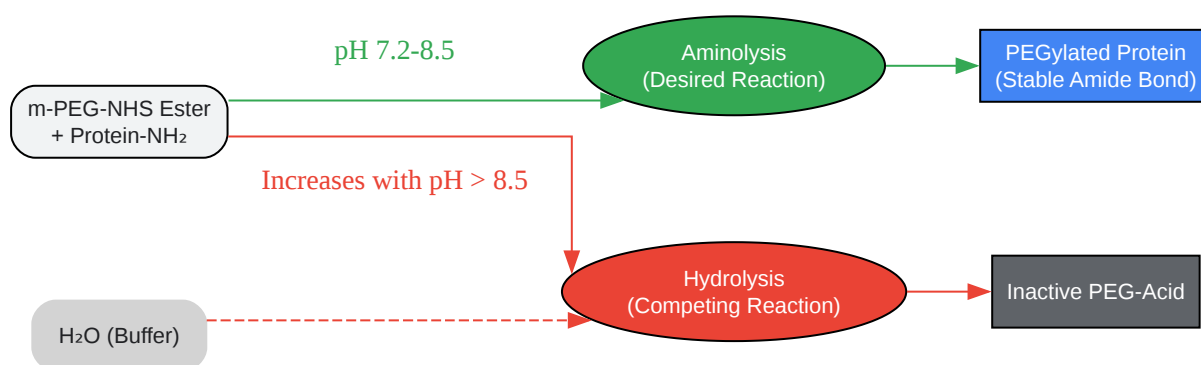 pH 7.2-8.5
Aminolysis
(Desired Reaction)
PEGylated Protein
(Stable Amide Bond)
m-PEG-NHS Ester
+ Protein-NH₂
Increases with pH > 8.5
Hydrolysis
(Competing Reaction)
Inactive PEG-Acid
H₂O (Buffer)